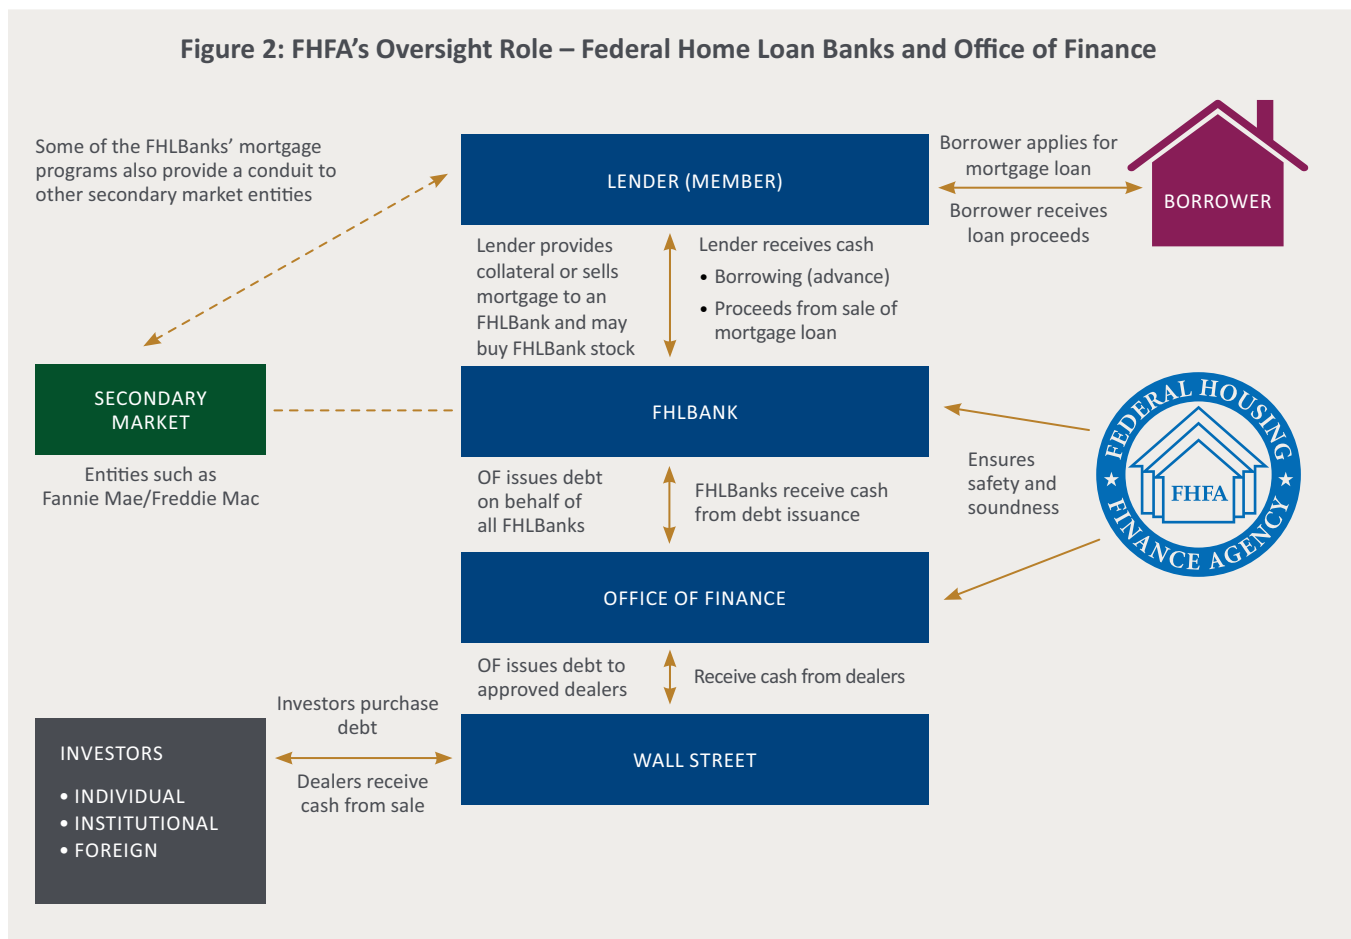 Figure 2: FHFA’s Oversight Role – Federal Home Loan Banks and Office of Finance
Some of the FHLBanks’ mortgage
programs also provide a conduit to
other secondary market entities
LENDER (MEMBER)
Borrower applies for
mortgage loan
Borrower receives
loan proceeds
BORROWER
Lender provides
collateral or sells
mortgage to an
FHLBank and may
buy FHLBank stock
Lender receives cash
• Borrowing (advance)
• Proceeds from sale of
mortgage loan
SECONDARY
MARKET
Entities such as
Fannie Mae/Freddie Mac
FHLBANK
Ensures
safety and
soundness
FEDERAL HOUSING
FHFA
FINANCE AGENCY
OF issues debt
on behalf of
all FHLBanks
FHLBanks receive cash
from debt issuance
OFFICE OF FINANCE
OF issues debt to
approved dealers
Receive cash from dealers
Investors purchase
debt
Dealers receive
cash from sale
WALL STREET
INVESTORS
• INDIVIDUAL
• INSTITUTIONAL
• FOREIGN